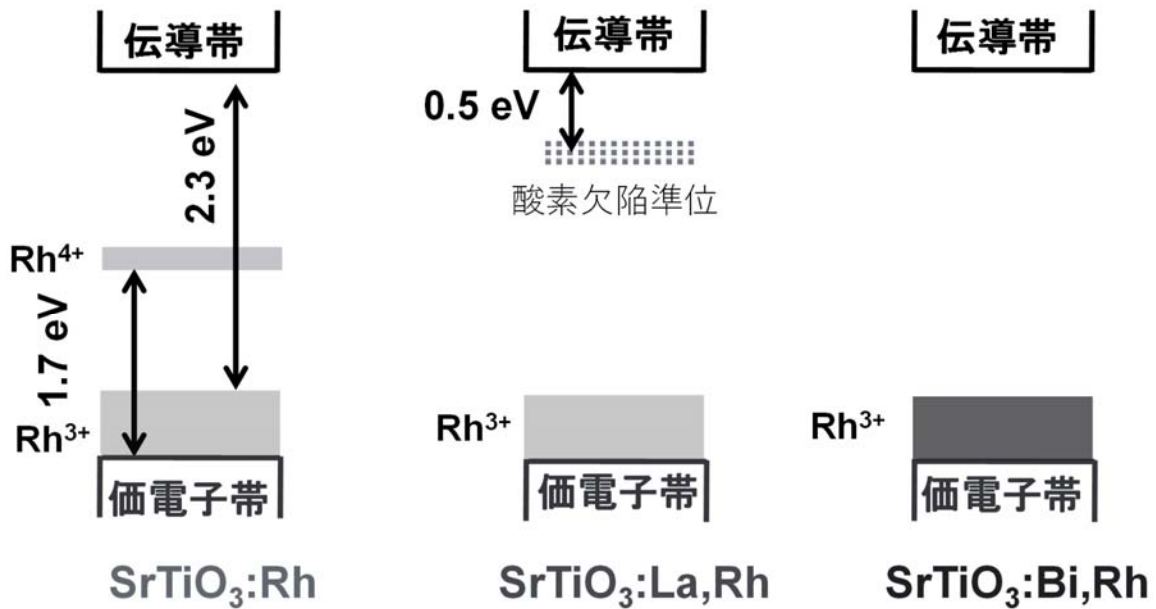 伝導帯
伝導帯
伝導帯
2.3 eV
0.5 eV
酸素欠陥準位
Rh⁴⁺
1.7 eV
Rh³⁺
Rh³⁺
Rh³⁺
価電子帯
価電子帯
価電子帯
SrTiO₃:Rh
SrTiO₃:La,Rh
SrTiO₃:Bi,Rh